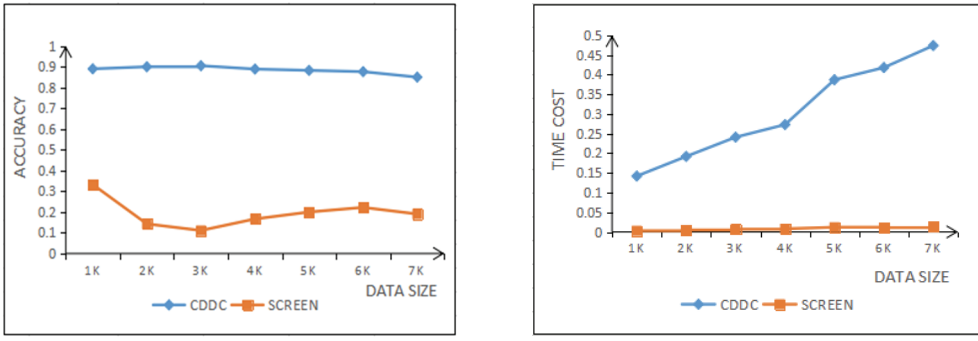 ACCURACY
1
0.9
0.8
0.7
0.6
0.5
0.4
0.3
0.2
0.1
0
1K 2K 3K 4K 5K 6K 7K
DATA SIZE
CDDC SCREEN
TIME COST
0.5
0.45
0.4
0.35
0.3
0.25
0.2
0.15
0.1
0.05
0
1K 2K 3K 4K 5K 6K 7K
DATA SIZE
CDDC SCREEN